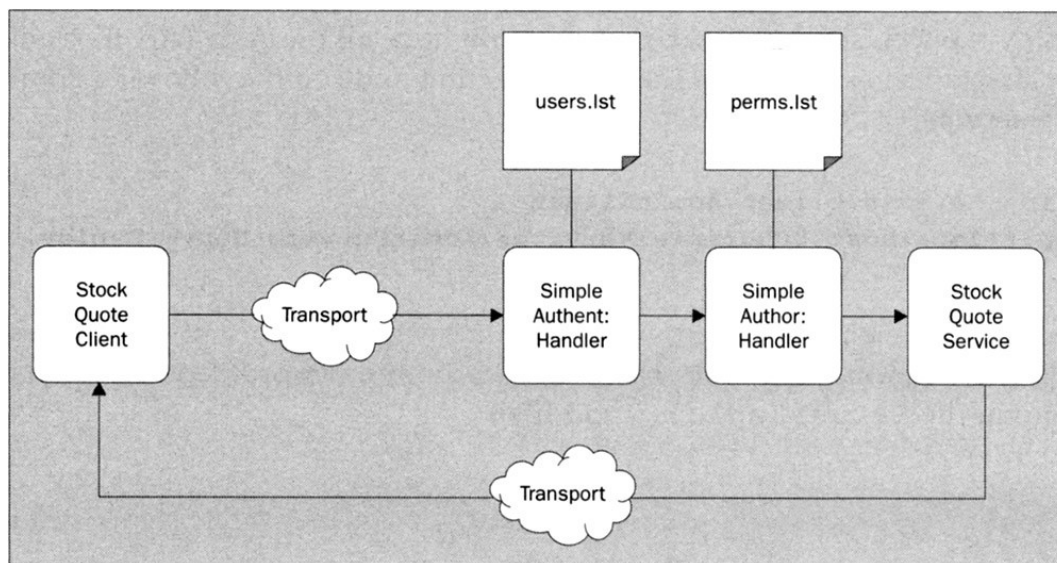 users.lst
perms.lst
Stock
Quote
Client
Transport
Simple
Authent:
Handler
Simple
Author:
Handler
Stock
Quote
Service
Transport